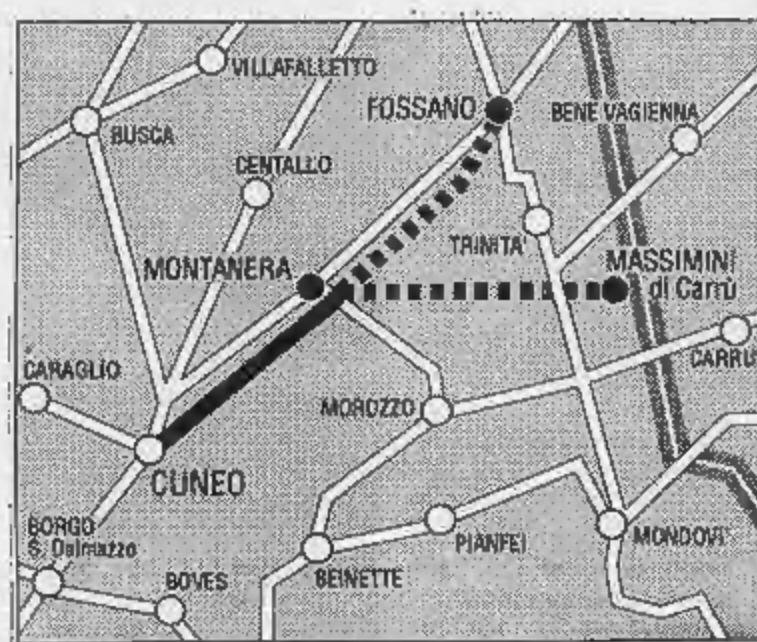 VILLAFALLETTO
FOSSANO
BENE VAGIENNA
BUSCA
CENTALLO
TRINITA'
MONTANERA
MASSIMINI
di Carrù
CARAGLIO
CARRU
MOROZZO
CUNEO
BORGO
S. Dalmazzo
PIANFEI
MONDOVI'
BEINETTE
BOVES